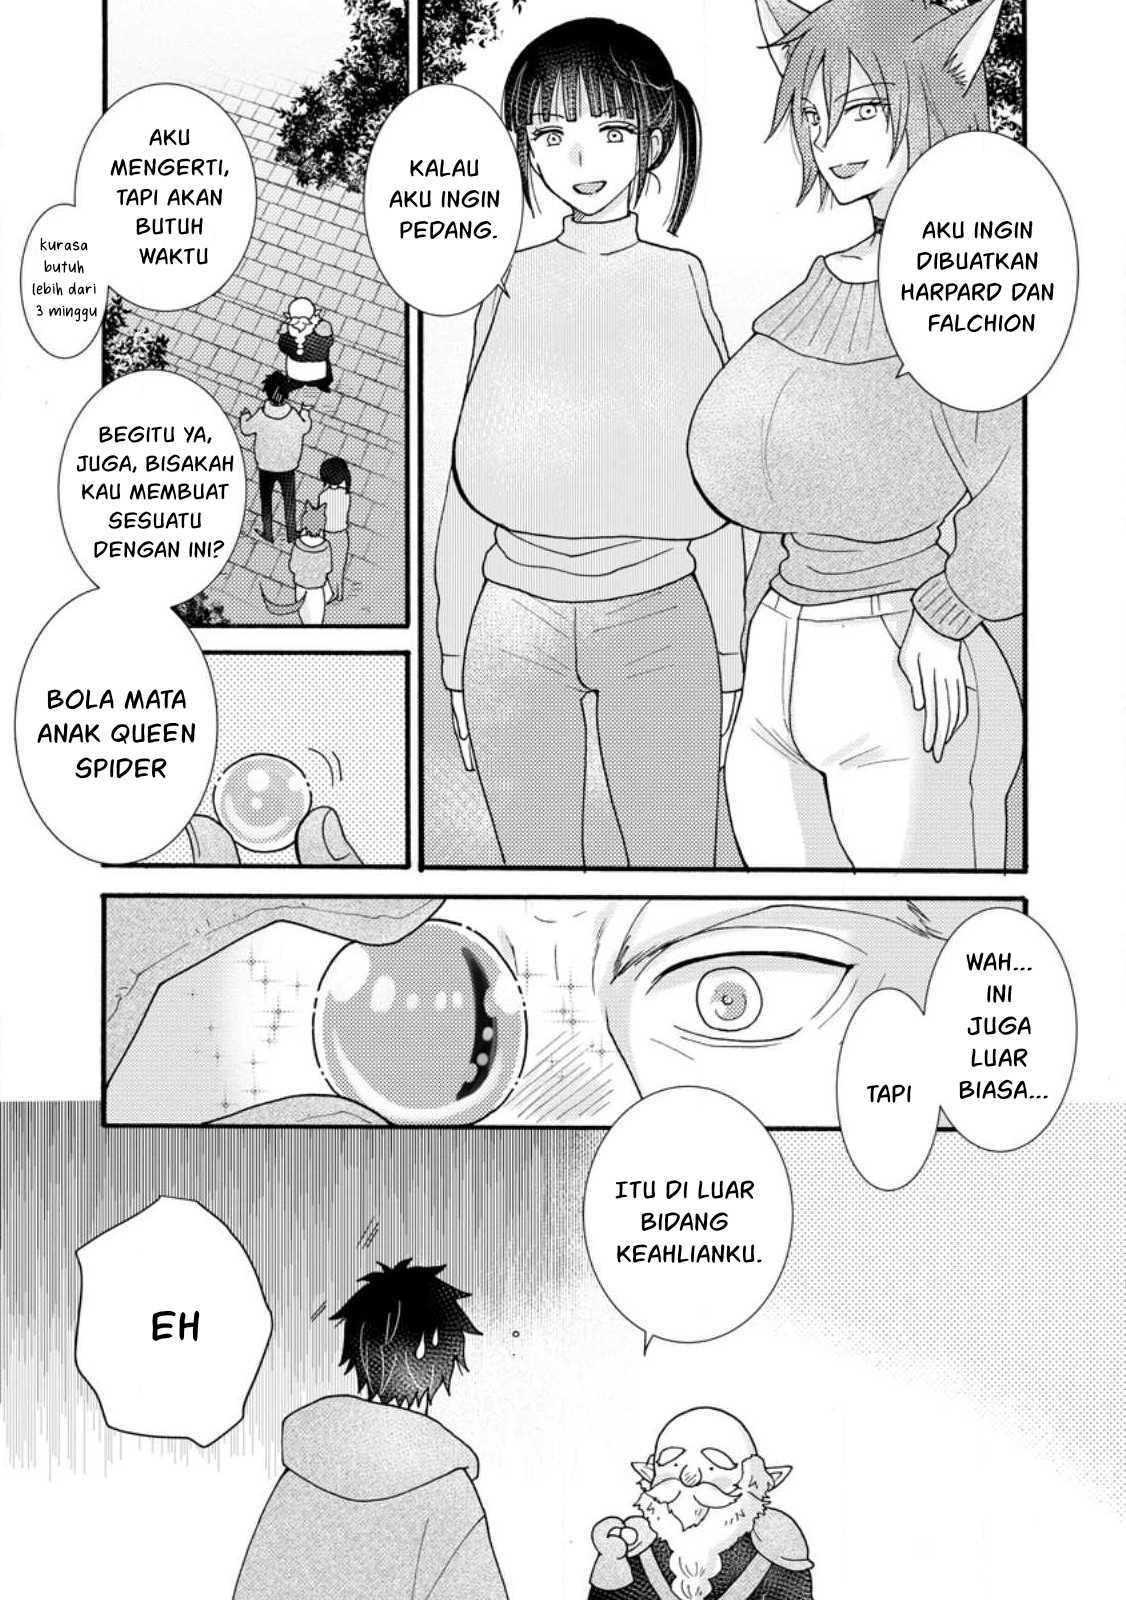 AKU INGIN
DIBUATKAN
HARPARD DAN
FALCHION
KALAU
AKU INGIN
PEDANG.
AKU
MENGERTI,
TAPI AKAN
BUTUH
WAKTU
kurasa
butuh
lebih dari
3 minggu
BEGITU YA,
JUGA, BISAKAH
KAU MEMBUAT
SESUATU
DENGAN INI?
BOLA MATA
ANAK QUEEN
SPIDER
WAH...
INI
JUGA
LUAR
BIASA...
TAPI
ITU DI LUAR
BIDANG
KEAHLIANKU.
EH